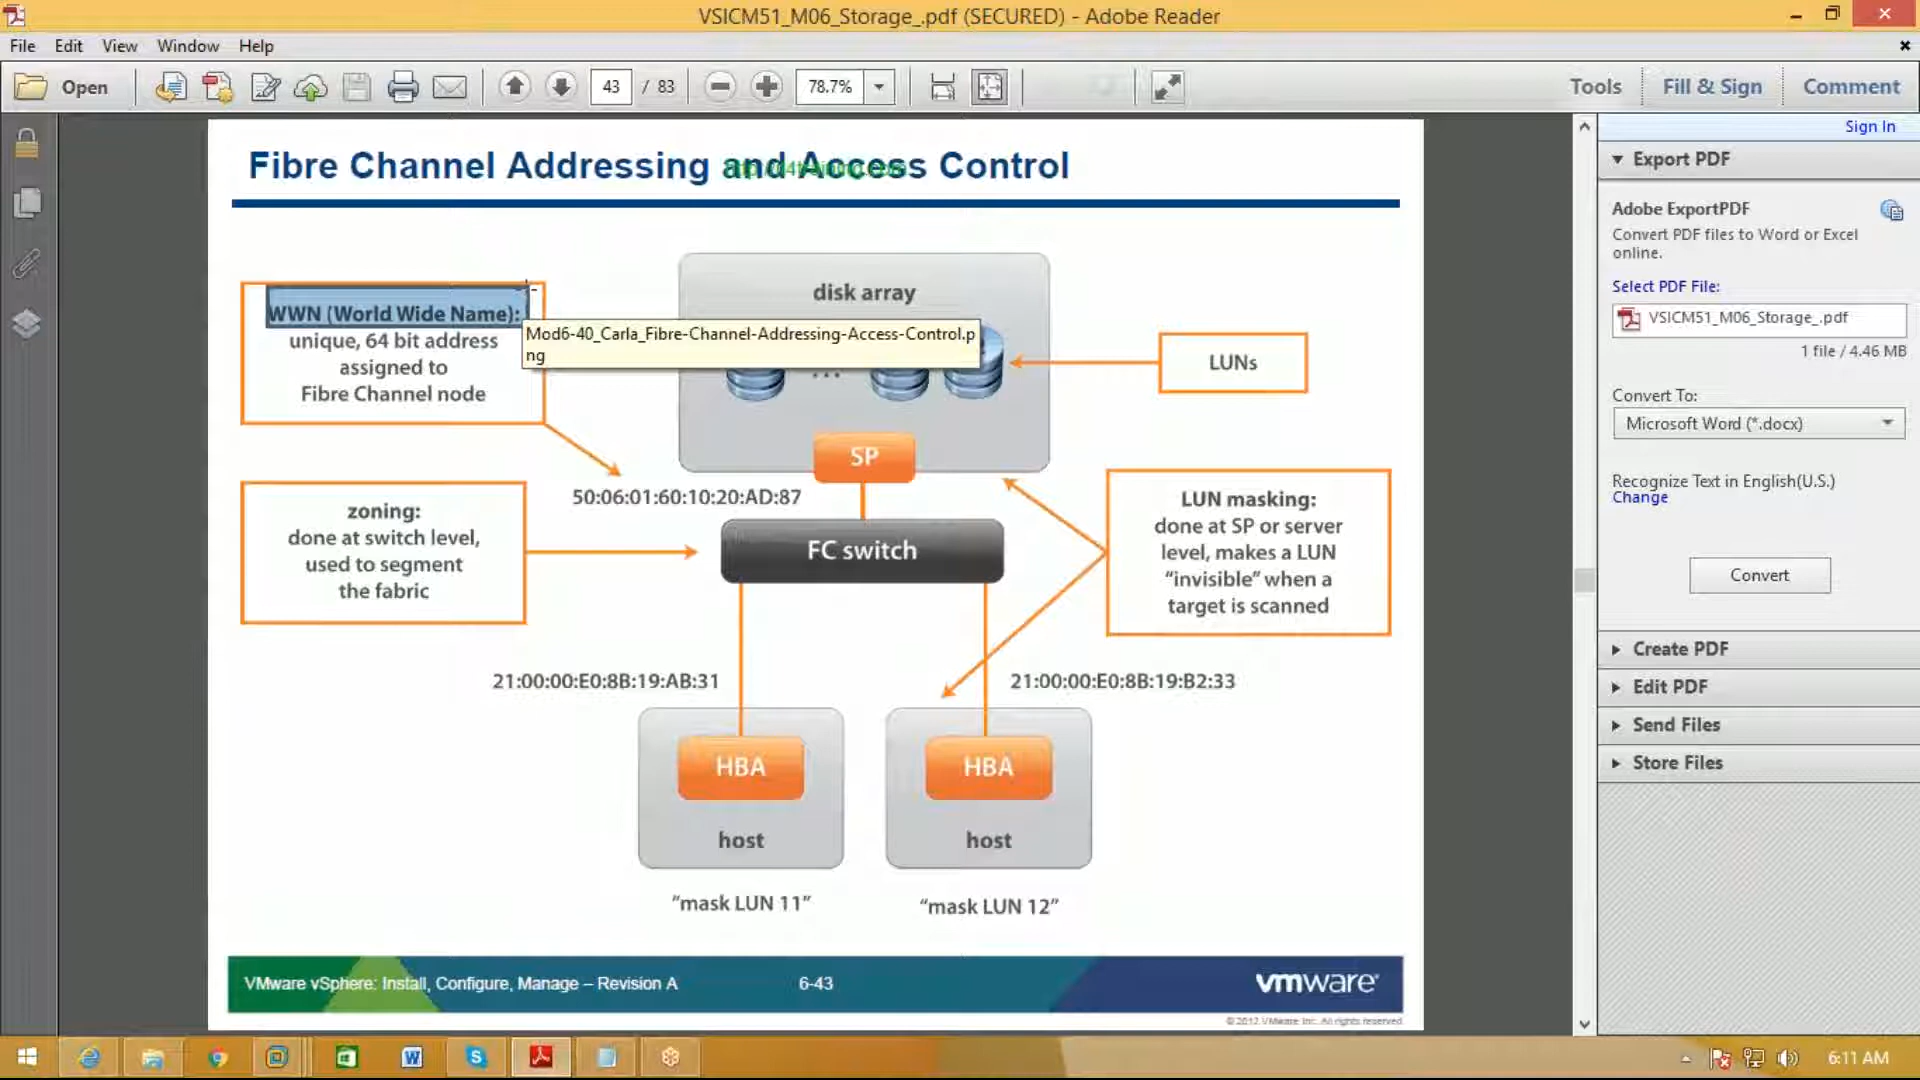 VSICM51_M06_Storage_.pdf (SECURED) - Adobe Reader
File Edit View Window Help
Open 43 / 83 78.7% Tools Fill & Sign Comment
Sign In
Export PDF
Adobe ExportPDF
Convert PDF files to Word or Excel
online.
Select PDF File:
VSICM51_M06_Storage_.pdf
1 file / 4.46 MB
Convert To:
Microsoft Word (*.docx)
Recognize Text in English(U.S.)
Change
Convert
Create PDF
Edit PDF
Send Files
Store Files
Fibre Channel Addressing and Access Control
disk array
WWN (World Wide Name):
unique, 64 bit address
assigned to
Fibre Channel node
Mod6-40_Carla_Fibre-Channel-Addressing-Access-Control.p
ng
...
LUNs
SP
50:06:01:60:10:20:AD:87
zoning:
done at switch level,
used to segment
the fabric
FC switch
LUN masking:
done at SP or server
level, makes a LUN
“invisible” when a
target is scanned
21:00:00:E0:8B:19:AB:31
21:00:00:E0:8B:19:B2:33
HBA
HBA
host
host
“mask LUN 11”
“mask LUN 12”
VMware vSphere: Install, Configure, Manage – Revision A
6-43
vmware
© 2012 VMware Inc. All rights reserved
6:11 AM